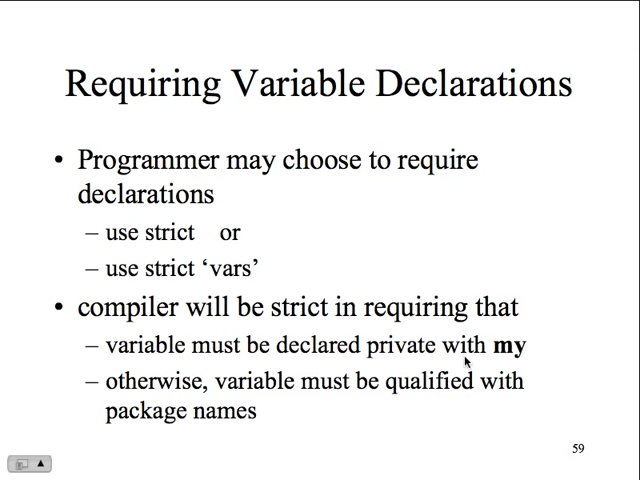 Requiring Variable Declarations
• Programmer may choose to require
declarations
– use strict or
– use strict ‘vars’
• compiler will be strict in requiring that
– variable must be declared private with my
– otherwise, variable must be qualified with
package names
59